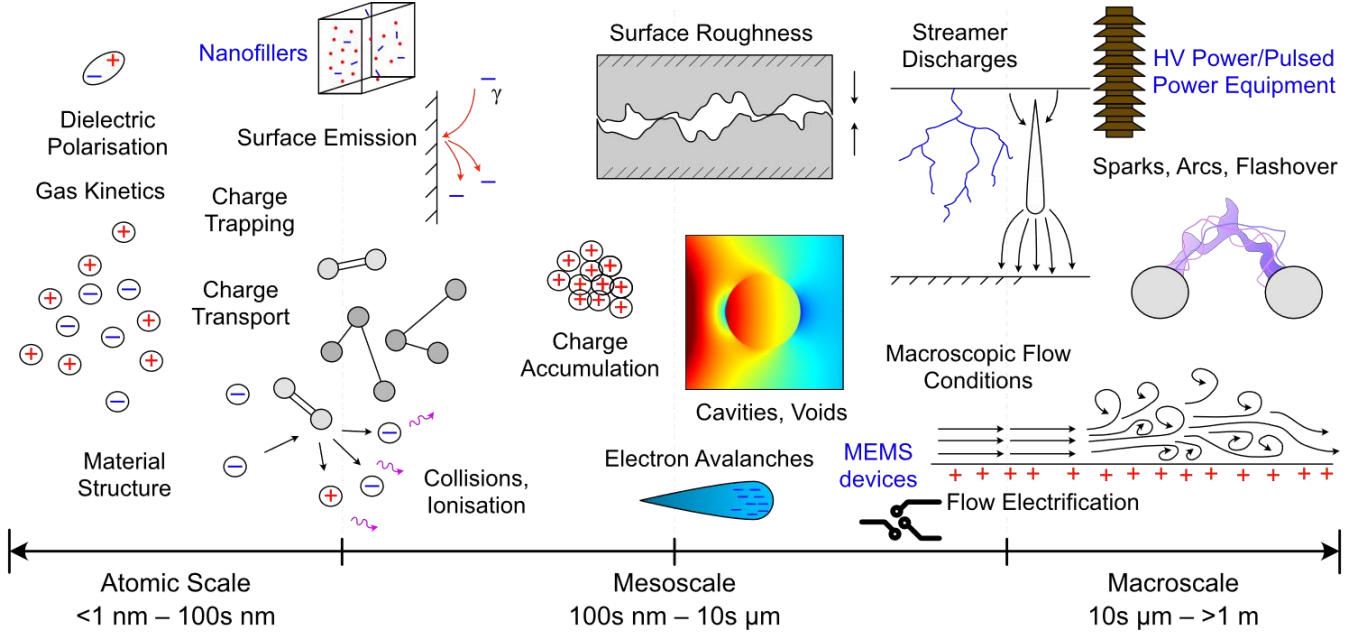 Nanofillers
Surface Roughness
Streamer
Discharges
HV Power/Pulsed
Power Equipment
γ
Dielectric
Polarisation
Surface Emission
Sparks, Arcs, Flashover
Gas Kinetics
Charge
Trapping
Charge
Transport
Charge
Accumulation
Macroscopic Flow
Conditions
Cavities, Voids
Material
Structure
Collisions,
Ionisation
Electron Avalanches
MEMS
devices
Flow Electrification
Atomic Scale
<1 nm – 100s nm
Mesoscale
100s nm – 10s μm
Macroscale
10s μm – >1 m